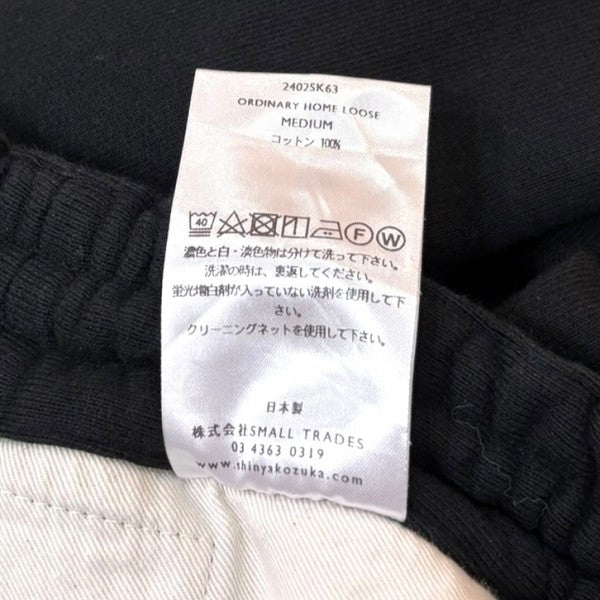 2402SK63
ORDINARY HOME LOOSE
MEDIUM
コットン 100%
40 F W
濃色と白・淡色物は分けて洗って下さい。
洗濯の時は、裏返してください。
蛍光増白剤が入っていない洗剤を使用して下
さい。
クリーニングネットを使用して下さい。
日本製
株式会社SMALL TRADES
03 4363 0319
www.shinyakozuka.com